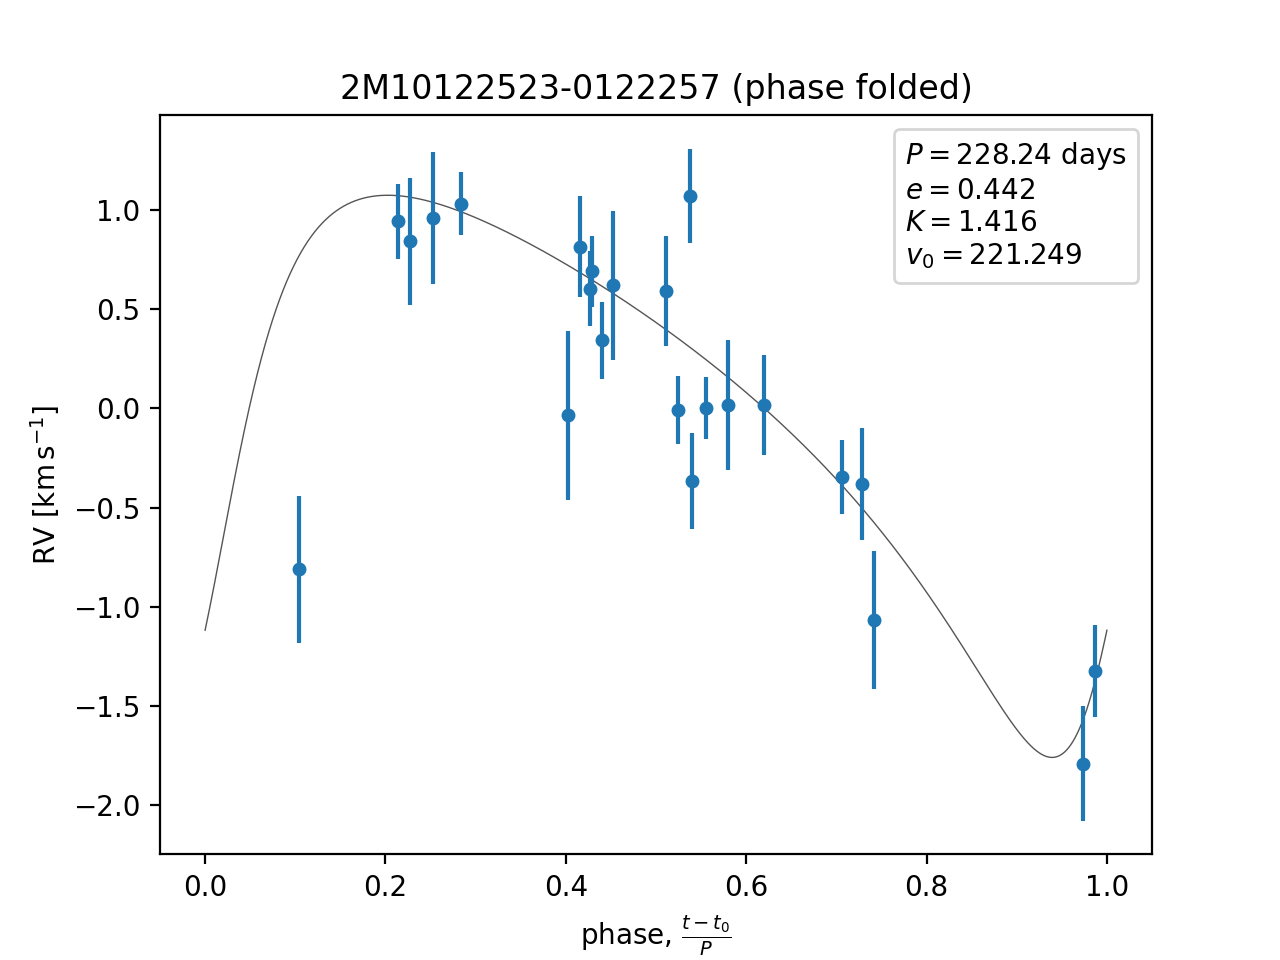 2M10122523-0122257 (phase folded)
P = 228.24 days
e = 0.442
K = 1.416
v₀ = 221.249
1.0
0.5
0.0
−0.5
−1.0
−1.5
−2.0
RV [km s⁻¹]
0.0 0.2 0.4 0.6 0.8 1.0
phase, (t − t₀)/P